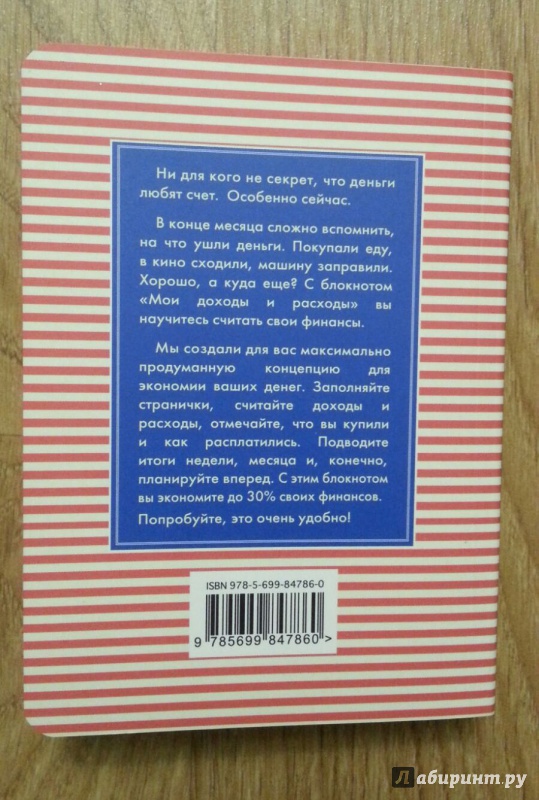 Ни для кого не секрет, что деньги
любят счет. Особенно сейчас.
В конце месяца сложно вспомнить,
на что ушли деньги. Покупали еду,
в кино сходили, машину заправили.
Хорошо, а куда еще? С блокнотом
«Мои доходы и расходы» вы
научитесь считать свои финансы.
Мы создали для вас максимально
продуманную концепцию для
экономии ваших денег. Заполняйте
странички, считайте доходы и
расходы, отмечайте, что вы купили
и как расплатились. Подводите
итоги недели, месяца и, конечно,
планируйте вперед. С этим блокнотом
вы экономите до 30% своих финансов.
Попробуйте, это очень удобно!
ISBN 978-5-699-84786-0
9 785699 847860 >
Лабиринт.ру